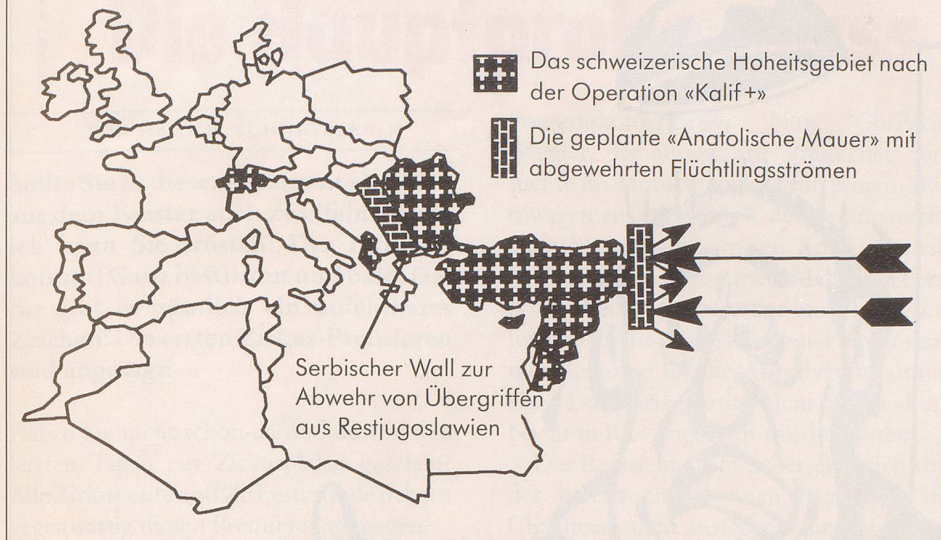 Das schweizerische Hoheitsgebiet nach
der Operation «Kalif+»
Die geplante «Anatolische Mauer» mit
abgewehrten Flüchtlingsströmen
Serbischer Wall zur
Abwehr von Übergriffen
aus Restjugoslawien